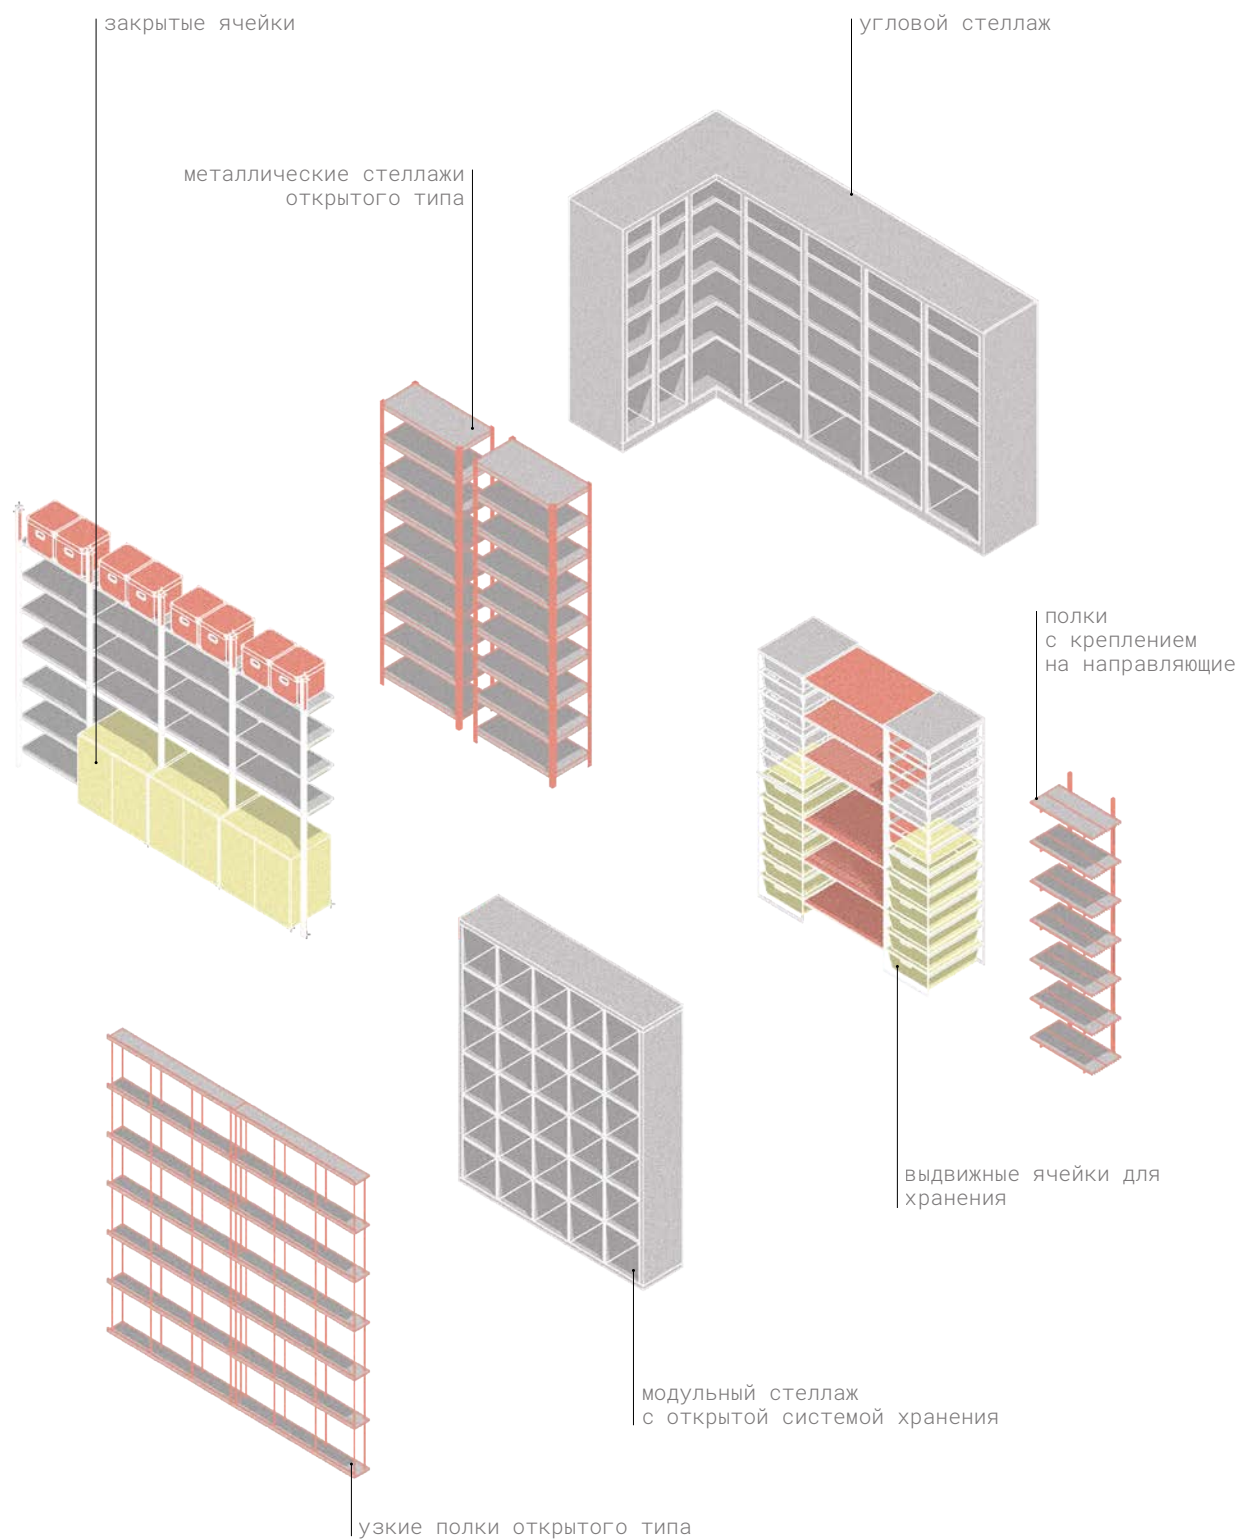 закрытые ячейки
угловой стеллаж
металлические стеллажи
открытого типа
полки
с креплением
на направляющие
выдвижные ячейки для
хранения
модульный стеллаж
с открытой системой хранения
узкие полки открытого типа